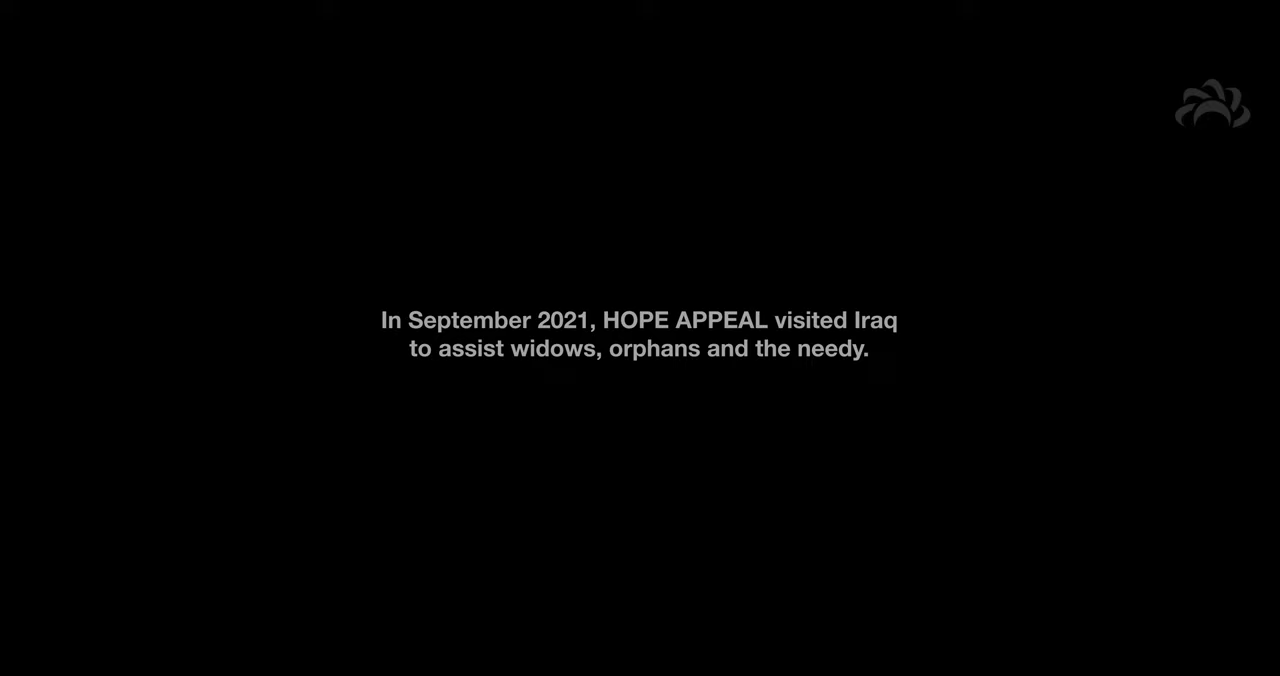 In September 2021, HOPE APPEAL visited Iraq
to assist widows, orphans and the needy.